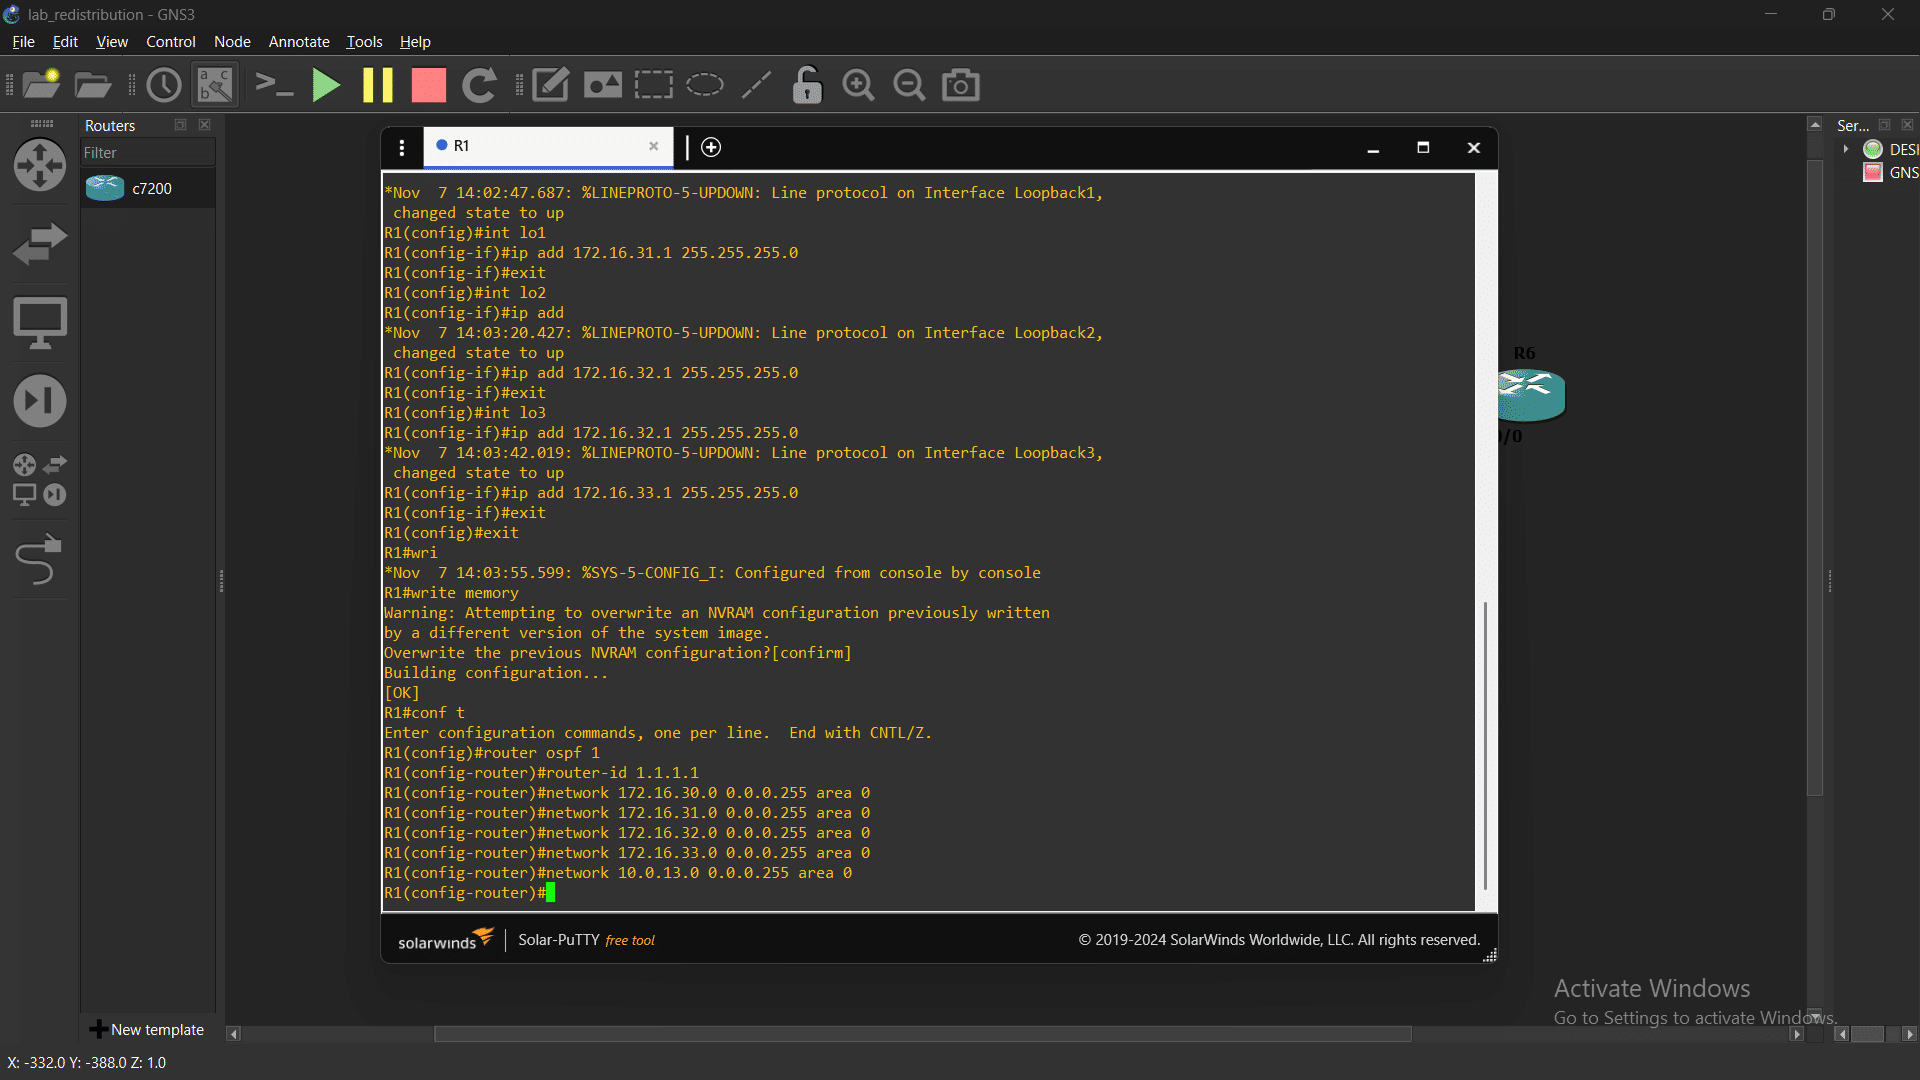 lab_redistribution - GNS3
File Edit View Control Node Annotate Tools Help
Routers
Filter
c7200
New template
X: -332.0 Y: -388.0 Z: 1.0
R1
*Nov  7 14:02:47.687: %LINEPROTO-5-UPDOWN: Line protocol on Interface Loopback1,
changed state to up
R1(config)#int lo1
R1(config-if)#ip add 172.16.31.1 255.255.255.0
R1(config-if)#exit
R1(config)#int lo2
R1(config-if)#ip add
*Nov  7 14:03:20.427: %LINEPROTO-5-UPDOWN: Line protocol on Interface Loopback2,
changed state to up
R1(config-if)#ip add 172.16.32.1 255.255.255.0
R1(config-if)#exit
R1(config)#int lo3
R1(config-if)#ip add 172.16.32.1 255.255.255.0
*Nov  7 14:03:42.019: %LINEPROTO-5-UPDOWN: Line protocol on Interface Loopback3,
changed state to up
R1(config-if)#ip add 172.16.33.1 255.255.255.0
R1(config-if)#exit
R1(config)#exit
R1#wri
*Nov  7 14:03:55.599: %SYS-5-CONFIG_I: Configured from console by console
R1#write memory
Warning: Attempting to overwrite an NVRAM configuration previously written
by a different version of the system image.
Overwrite the previous NVRAM configuration?[confirm]
Building configuration...
[OK]
R1#conf t
Enter configuration commands, one per line.  End with CNTL/Z.
R1(config)#router ospf 1
R1(config-router)#router-id 1.1.1.1
R1(config-router)#network 172.16.30.0 0.0.0.255 area 0
R1(config-router)#network 172.16.31.0 0.0.0.255 area 0
R1(config-router)#network 172.16.32.0 0.0.0.255 area 0
R1(config-router)#network 172.16.33.0 0.0.0.255 area 0
R1(config-router)#network 10.0.13.0 0.0.0.255 area 0
R1(config-router)#
solarwinds Solar-PuTTY free tool
© 2019-2024 SolarWinds Worldwide, LLC. All rights reserved.
R6
/0
Ser...
DESI
GNS
Activate Windows
Go to Settings to activate Windows.